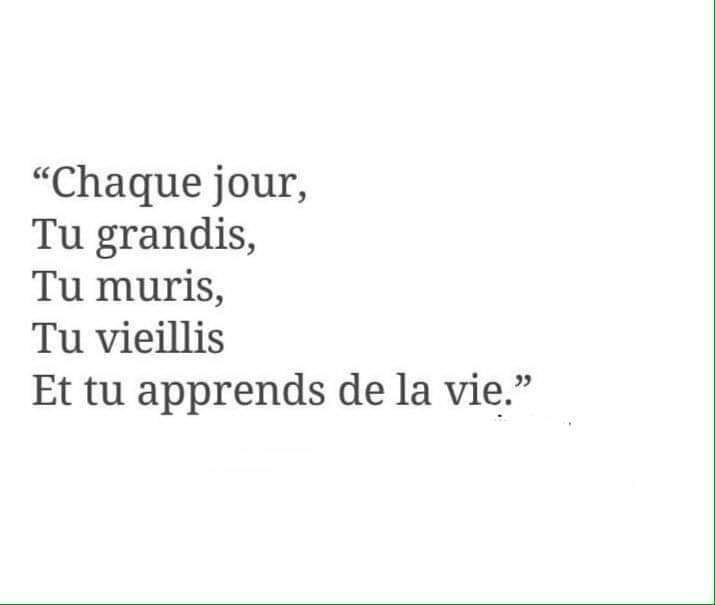 “Chaque jour,
Tu grandis,
Tu muris,
Tu vieillis
Et tu apprends de la vie.”